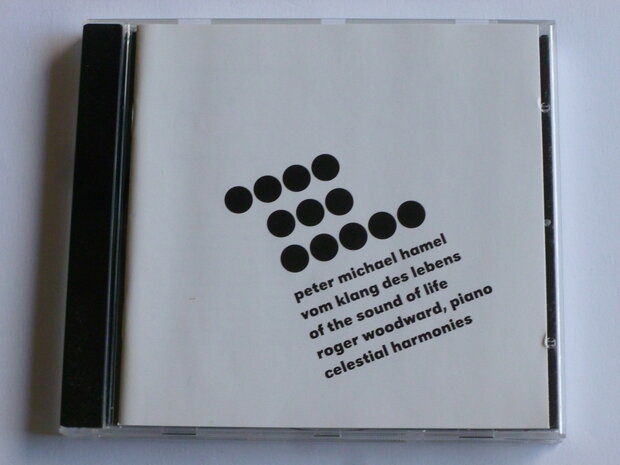 peter michael hamel
vom klang des lebens
of the sound of life
roger woodward, piano
celestial harmonies